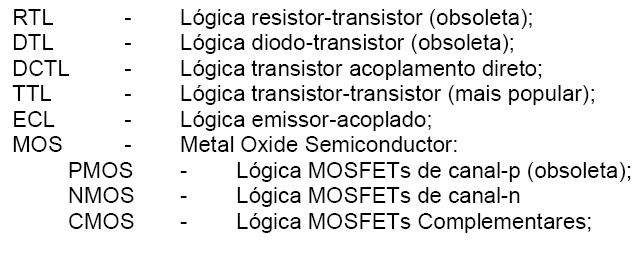 RTL - Lógica resistor-transistor (obsoleta);
DTL - Lógica diodo-transistor (obsoleta);
DCTL - Lógica transistor acoplamento direto;
TTL - Lógica transistor-transistor (mais popular);
ECL - Lógica emissor-acoplado;
MOS - Metal Oxide Semiconductor:
PMOS - Lógica MOSFETs de canal-p (obsoleta);
NMOS - Lógica MOSFETs de canal-n
CMOS - Lógica MOSFETs Complementares;